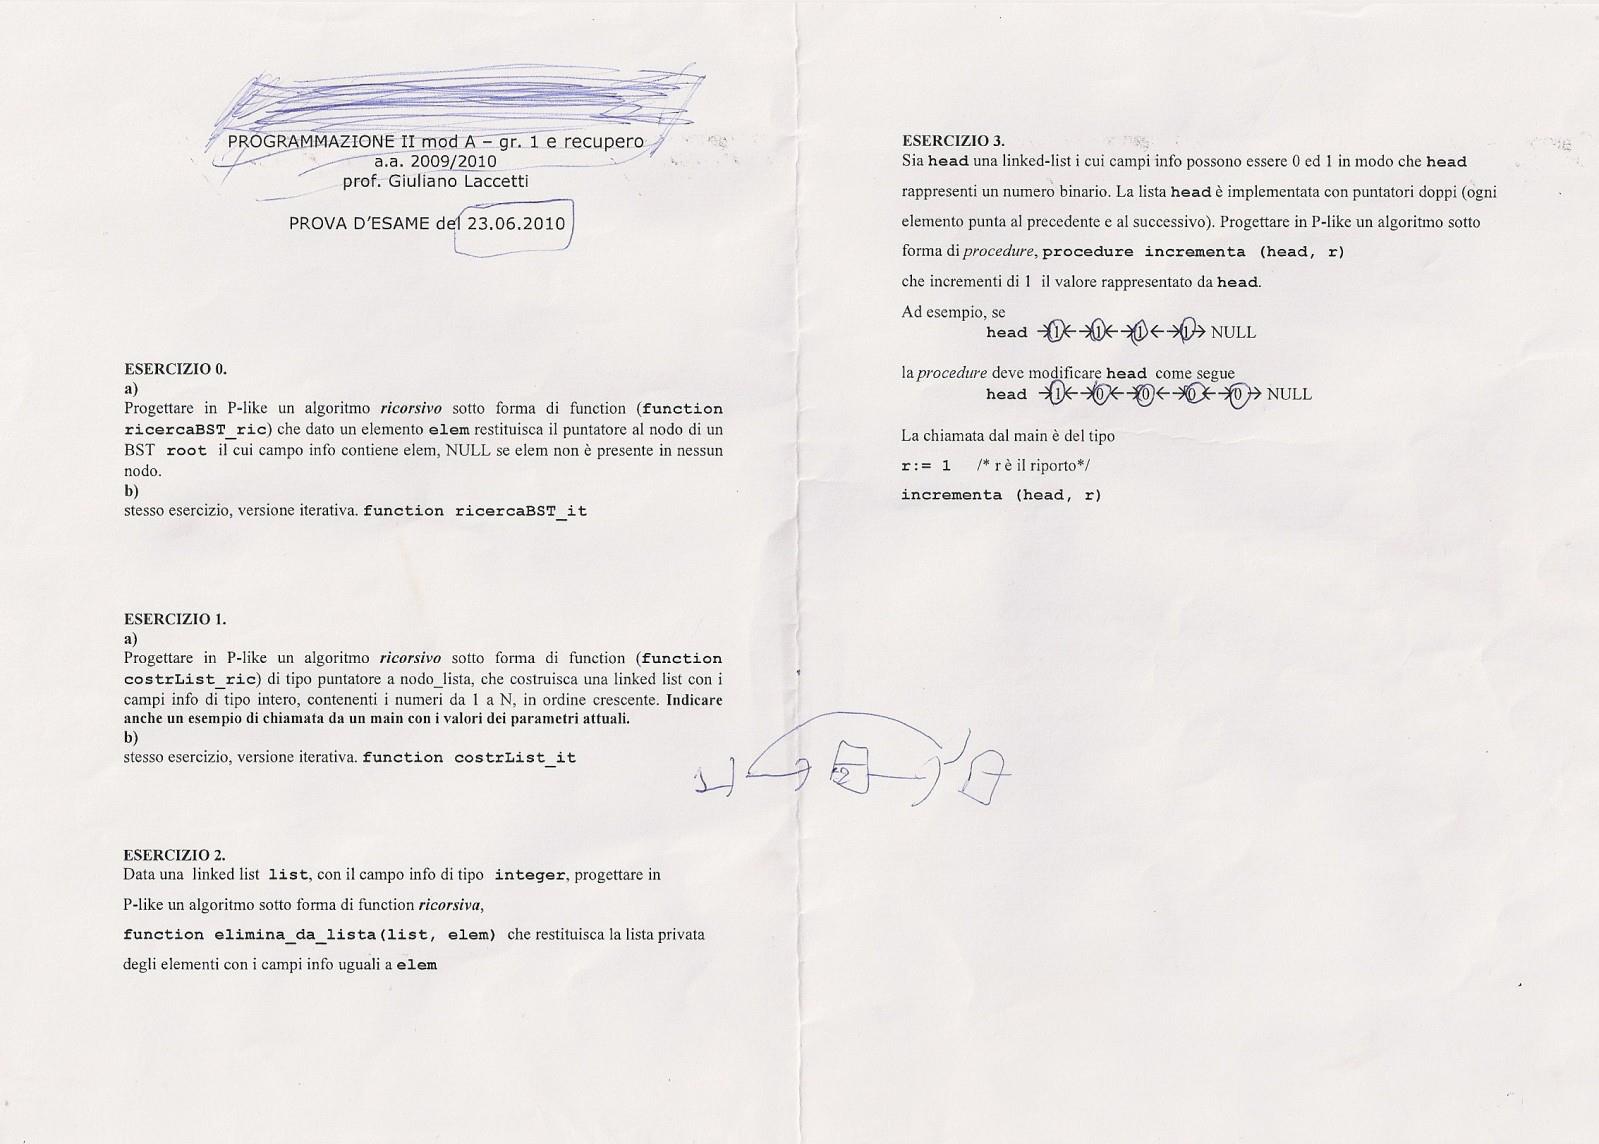 PROGRAMMAZIONE II mod A – gr. 1 e recupero
a.a. 2009/2010
prof. Giuliano Laccetti
PROVA D'ESAME del 23.06.2010
ESERCIZIO 0.
a)
Progettare in P-like un algoritmo ricorsivo sotto forma di function (function
ricercaBST_ric) che dato un elemento elem restituisca il puntatore al nodo di un
BST root il cui campo info contiene elem, NULL se elem non è presente in nessun
nodo.
b)
stesso esercizio, versione iterativa. function ricercaBST_it
ESERCIZIO 1.
a)
Progettare in P-like un algoritmo ricorsivo sotto forma di function (function
costrList_ric) di tipo puntatore a nodo_lista, che costruisca una linked list con i
campi info di tipo intero, contenenti i numeri da 1 a N, in ordine crescente. Indicare
anche un esempio di chiamata da un main con i valori dei parametri attuali.
b)
stesso esercizio, versione iterativa. function costrList_it
ESERCIZIO 2.
Data una linked list list, con il campo info di tipo integer, progettare in
P-like un algoritmo sotto forma di function ricorsiva,
function elimina_da_lista(list, elem) che restituisca la lista privata
degli elementi con i campi info uguali a elem
ESERCIZIO 3.
Sia head una linked-list i cui campi info possono essere 0 ed 1 in modo che head
rappresenti un numero binario. La lista head è implementata con puntatori doppi (ogni
elemento punta al precedente e al successivo). Progettare in P-like un algoritmo sotto
forma di procedure, procedure incrementa (head, r)
che incrementi di 1 il valore rappresentato da head.
Ad esempio, se
head →1←→1←→1←→1→ NULL
la procedure deve modificare head come segue
head →1←→0←→0←→0←→0→ NULL
La chiamata dal main è del tipo
r:= 1 /* r è il riporto*/
incrementa (head, r)
1 2